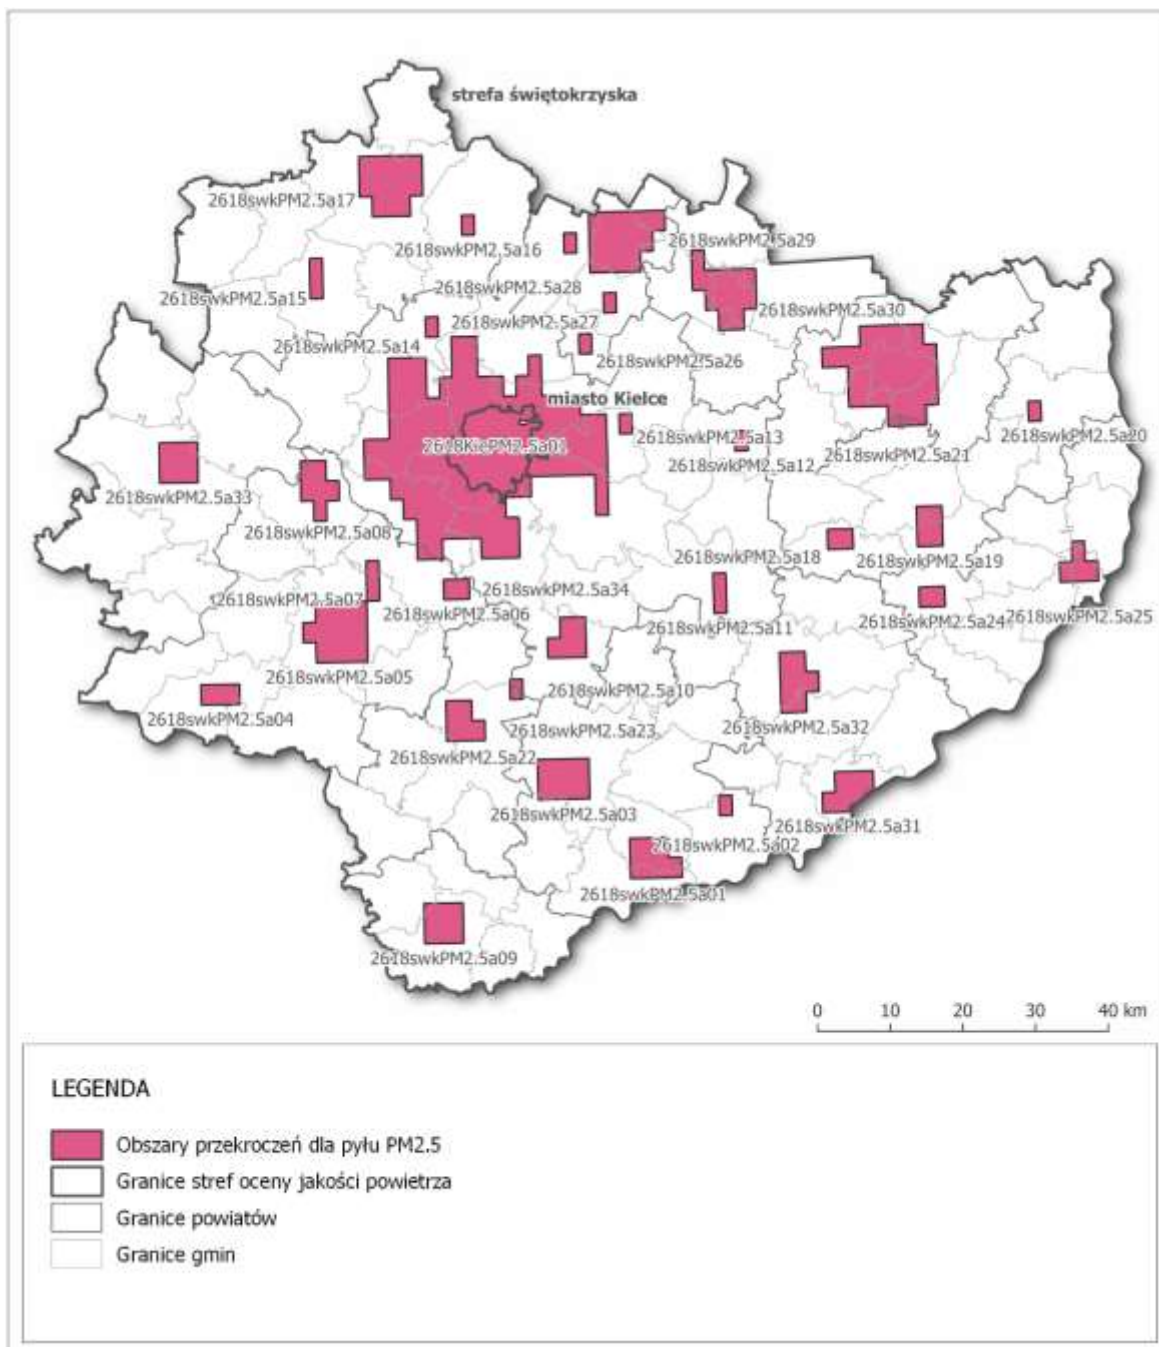 strefa świętokrzyska
2618swkPM2.5a17
2618swkPM2.5a16
2618swkPM2.5a29
2618swkPM2.5a28
2618swkPM2.5a15
2618swkPM2.5a30
2618swkPM2.5a27
2618swkPM2.5a14
2618swkPM2.5a26
miasto Kielce
2618KiePM2.5a01
2618swkPM2.5a13
2618swkPM2.5a20
2618swkPM2.5a12
2618swkPM2.5a21
2618swkPM2.5a33
2618swkPM2.5a08
2618swkPM2.5a18
2618swkPM2.5a19
2618swkPM2.5a34
2618swkPM2.5a07
2618swkPM2.5a06
2618swkPM2.5a24
2618swkPM2.5a25
2618swkPM2.5a11
2618swkPM2.5a05
2618swkPM2.5a10
2618swkPM2.5a04
2618swkPM2.5a23
2618swkPM2.5a32
2618swkPM2.5a22
2618swkPM2.5a03
2618swkPM2.5a31
2618swkPM2.5a02
2618swkPM2.5a01
2618swkPM2.5a09
0 10 20 30 40 km
LEGENDA
Obszary przekroczeń dla pyłu PM2.5
Granice stref oceny jakości powietrza
Granice powiatów
Granice gmin